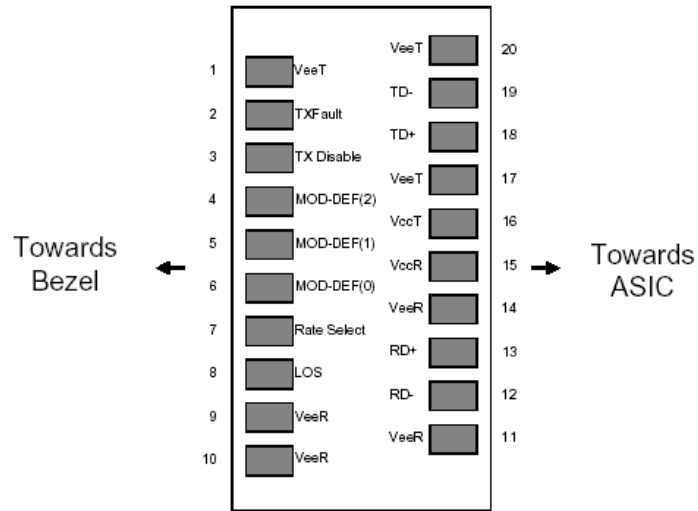 VeeT 20
1 VeeT
TD- 19
2 TXFault
TD+ 18
3 TX Disable
VeeT 17
4 MOD-DEF(2)
VccT 16
5 MOD-DEF(1)
Towards
Bezel
VccR 15
Towards
ASIC
6 MOD-DEF(0)
VeeR 14
7 Rate Select
RD+ 13
8 LOS
RD- 12
9 VeeR
VeeR 11
10 VeeR